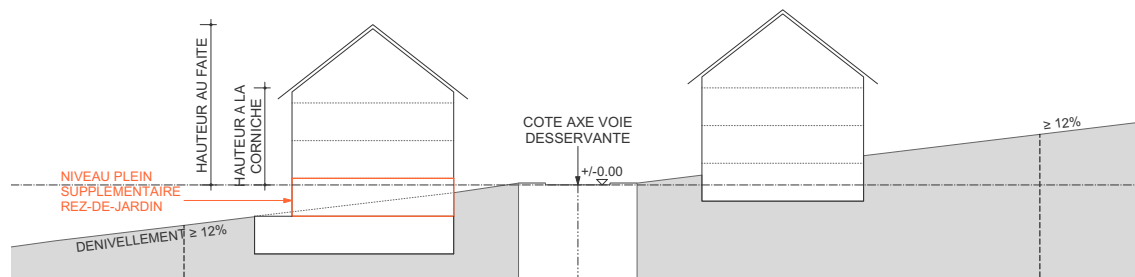 HAUTEUR AU FAITE
HAUTEUR A LA
CORNICHE
COTE AXE VOIE
DESSERVANTE
+/-0.00
≥ 12%
NIVEAU PLEIN
SUPPLEMENTAIRE
REZ-DE-JARDIN
DENIVELLEMENT ≥ 12%